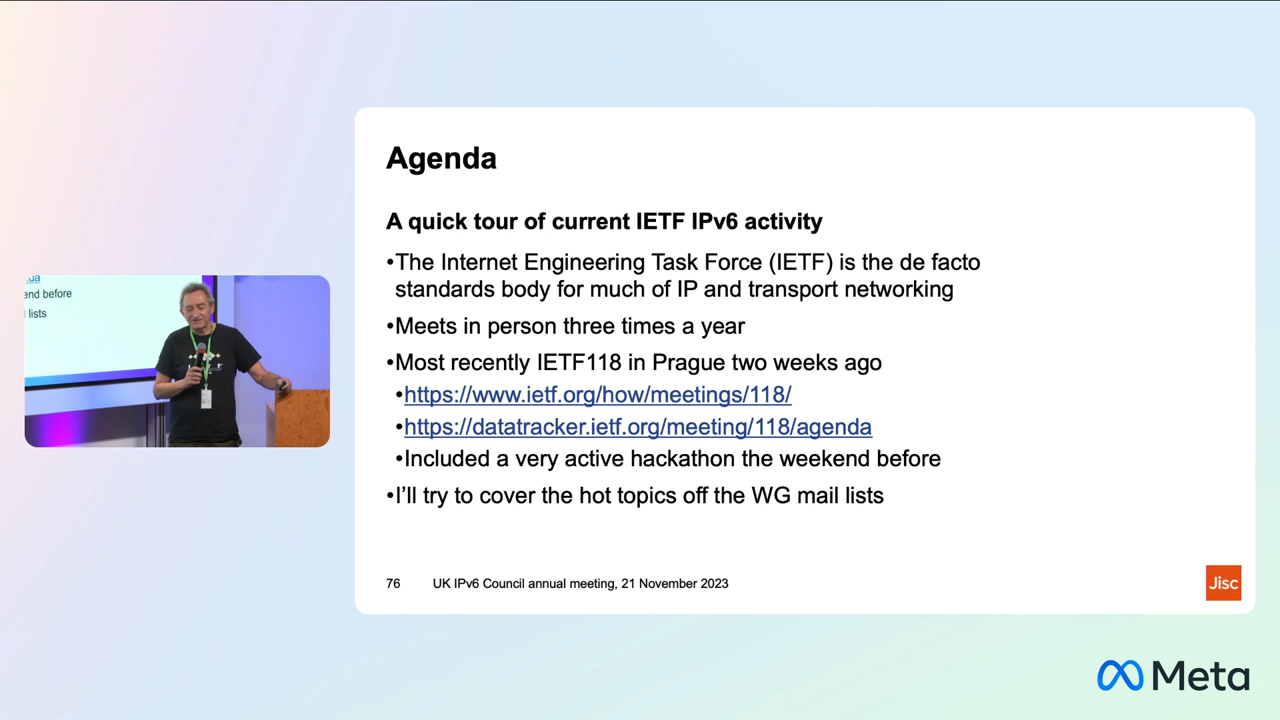 Agenda
A quick tour of current IETF IPv6 activity
•The Internet Engineering Task Force (IETF) is the de facto
standards body for much of IP and transport networking
•Meets in person three times a year
•Most recently IETF118 in Prague two weeks ago
•https://www.ietf.org/how/meetings/118/
•https://datatracker.ietf.org/meeting/118/agenda
•Included a very active hackathon the weekend before
•I’ll try to cover the hot topics off the WG mail lists
76 UK IPv6 Council annual meeting, 21 November 2023
Jisc
end before
lists
Meta